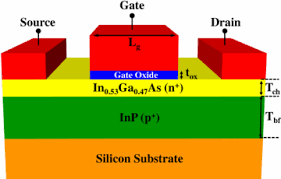 Gate
Source
Drain
Lg
Gate Oxide
tox
In0.53Ga0.47As (n+)
Tch
InP (p+)
Tbf
Silicon Substrate